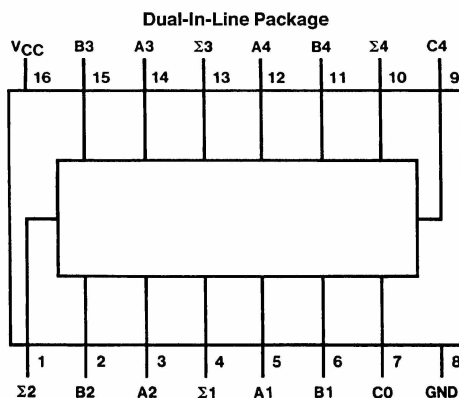 Dual-In-Line Package
VCC B3 A3 Σ3 A4 B4 Σ4 C4
16 15 14 13 12 11 10 9
1 2 3 4 5 6 7 8
Σ2 B2 A2 Σ1 A1 B1 C0 GND